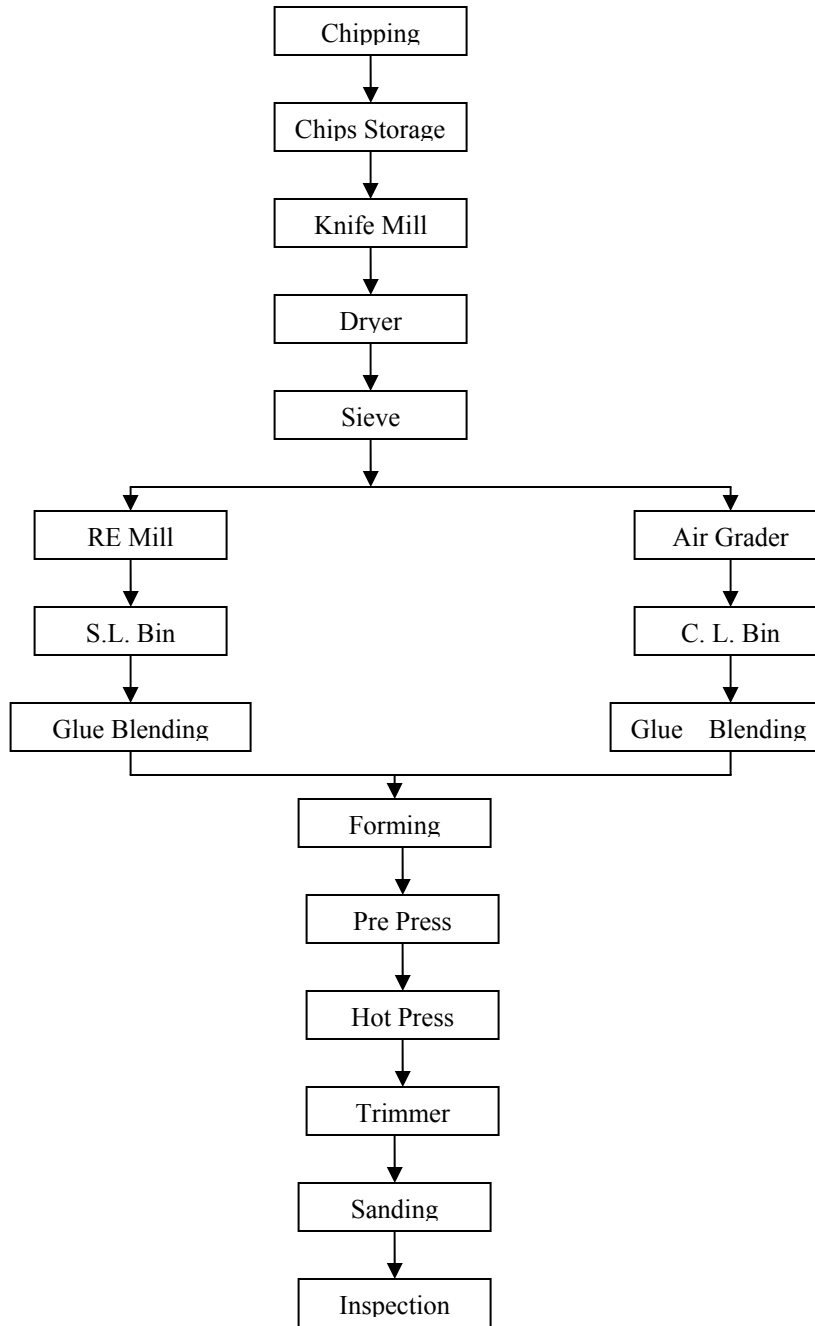 Chipping
Chips Storage
Knife Mill
Dryer
Sieve
RE Mill
Air Grader
S.L. Bin
C. L. Bin
Glue Blending
Glue Blending
Forming
Pre Press
Hot Press
Trimmer
Sanding
Inspection